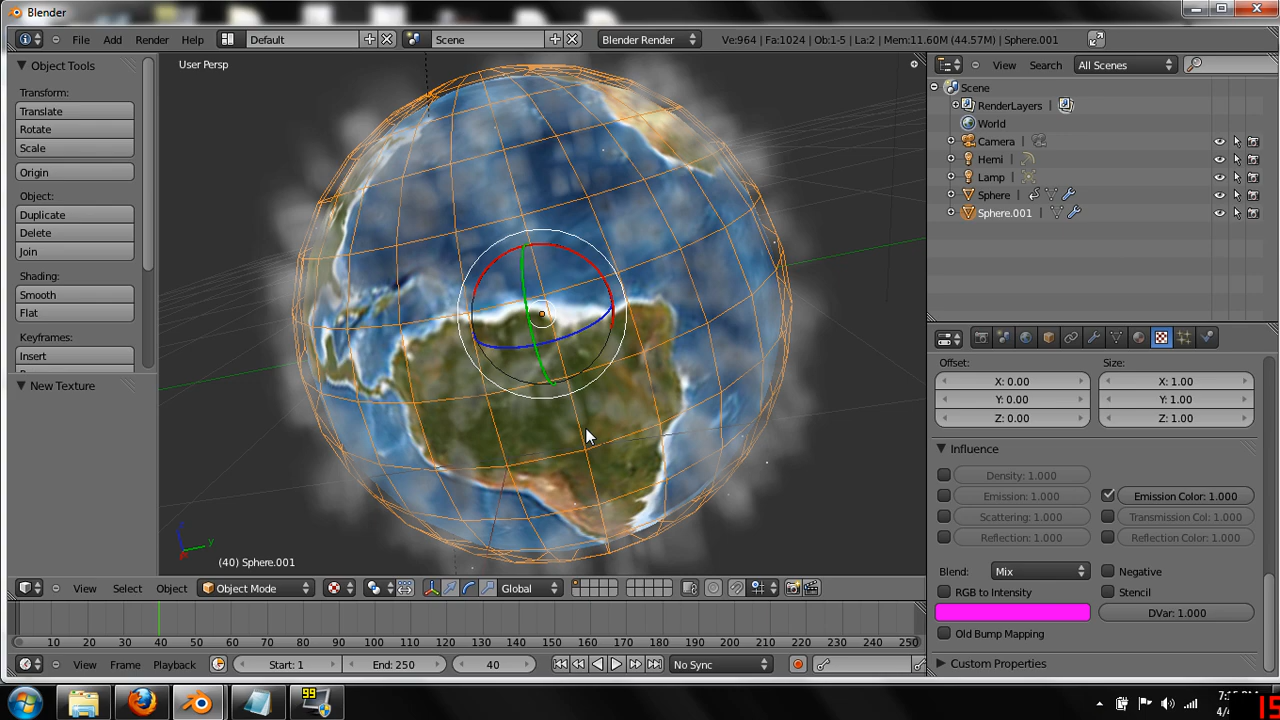 Blender
File Add Render Help Default Scene Blender Render Ve:964 | Fa:1024 | Ob:1-5 | La:2 | Mem:11.60M (44.57M) | Sphere.001
Object Tools
Transform:
Translate
Rotate
Scale
Origin
Object:
Duplicate
Delete
Join
Shading:
Smooth
Flat
Keyframes:
Insert
New Texture
User Persp
y
(40) Sphere.001
View Select Object Object Mode Global
10 20 30 40 50 60 70 80 90 100 110 120 130 140 150 160 170 180 190 200 210 220 230 240 250
View Frame Playback Start: 1 End: 250 40 No Sync
View Search All Scenes
Scene
RenderLayers |
World
Camera |
Hemi |
Lamp |
Sphere |
Sphere.001 |
Offset: Size:
X: 0.00 X: 1.00
Y: 0.00 Y: 1.00
Z: 0.00 Z: 1.00
Influence
Density: 1.000
Emission: 1.000 Emission Color: 1.000
Scattering: 1.000 Transmission Col: 1.000
Reflection: 1.000 Reflection Color: 1.000
Blend: Mix Negative
RGB to Intensity Stencil
DVar: 1.000
Old Bump Mapping
Custom Properties
99
15